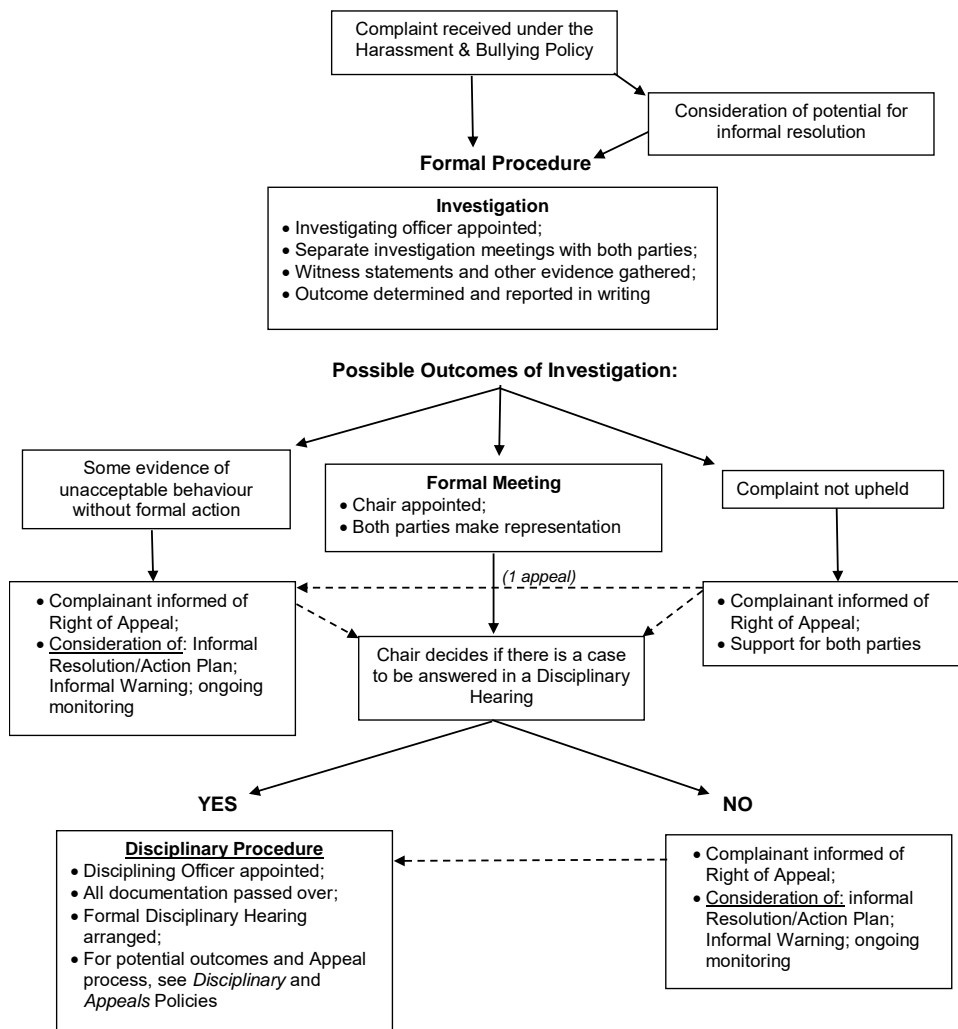 Complaint received under the
Harassment & Bullying Policy
Consideration of potential for
informal resolution
Formal Procedure
Investigation
• Investigating officer appointed;
• Separate investigation meetings with both parties;
• Witness statements and other evidence gathered;
• Outcome determined and reported in writing
Possible Outcomes of Investigation:
Some evidence of
unacceptable behaviour
without formal action
Formal Meeting
• Chair appointed;
• Both parties make representation
Complaint not upheld
(1 appeal)
• Complainant informed of
Right of Appeal;
• Consideration of: Informal
Resolution/Action Plan;
Informal Warning; ongoing
monitoring
Chair decides if there is a case
to be answered in a Disciplinary
Hearing
• Complainant informed of
Right of Appeal;
• Support for both parties
YES
NO
Disciplinary Procedure
• Disciplining Officer appointed;
• All documentation passed over;
• Formal Disciplinary Hearing
arranged;
• For potential outcomes and Appeal
process, see Disciplinary and
Appeals Policies
• Complainant informed of
Right of Appeal;
• Consideration of: informal
Resolution/Action Plan;
Informal Warning; ongoing
monitoring